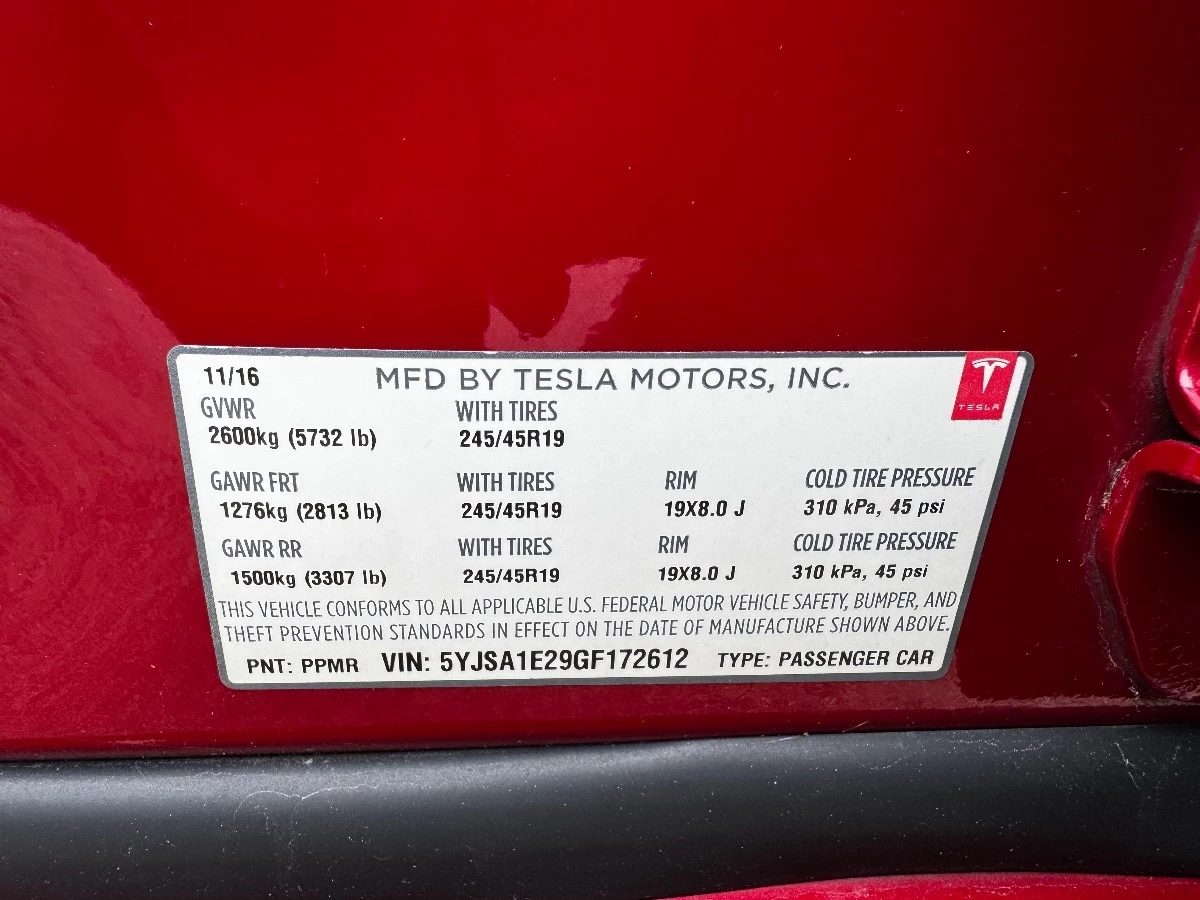 11/16 MFD BY TESLA MOTORS, INC.
TESLA
GVWR WITH TIRES
2600kg (5732 lb) 245/45R19
GAWR FRT WITH TIRES RIM COLD TIRE PRESSURE
1276kg (2813 lb) 245/45R19 19X8.0 J 310 kPa, 45 psi
GAWR RR WITH TIRES RIM COLD TIRE PRESSURE
1500kg (3307 lb) 245/45R19 19X8.0 J 310 kPa, 45 psi
THIS VEHICLE CONFORMS TO ALL APPLICABLE U.S. FEDERAL MOTOR VEHICLE SAFETY, BUMPER, AND
THEFT PREVENTION STANDARDS IN EFFECT ON THE DATE OF MANUFACTURE SHOWN ABOVE.
PNT: PPMR VIN: 5YJSA1E29GF172612 TYPE: PASSENGER CAR